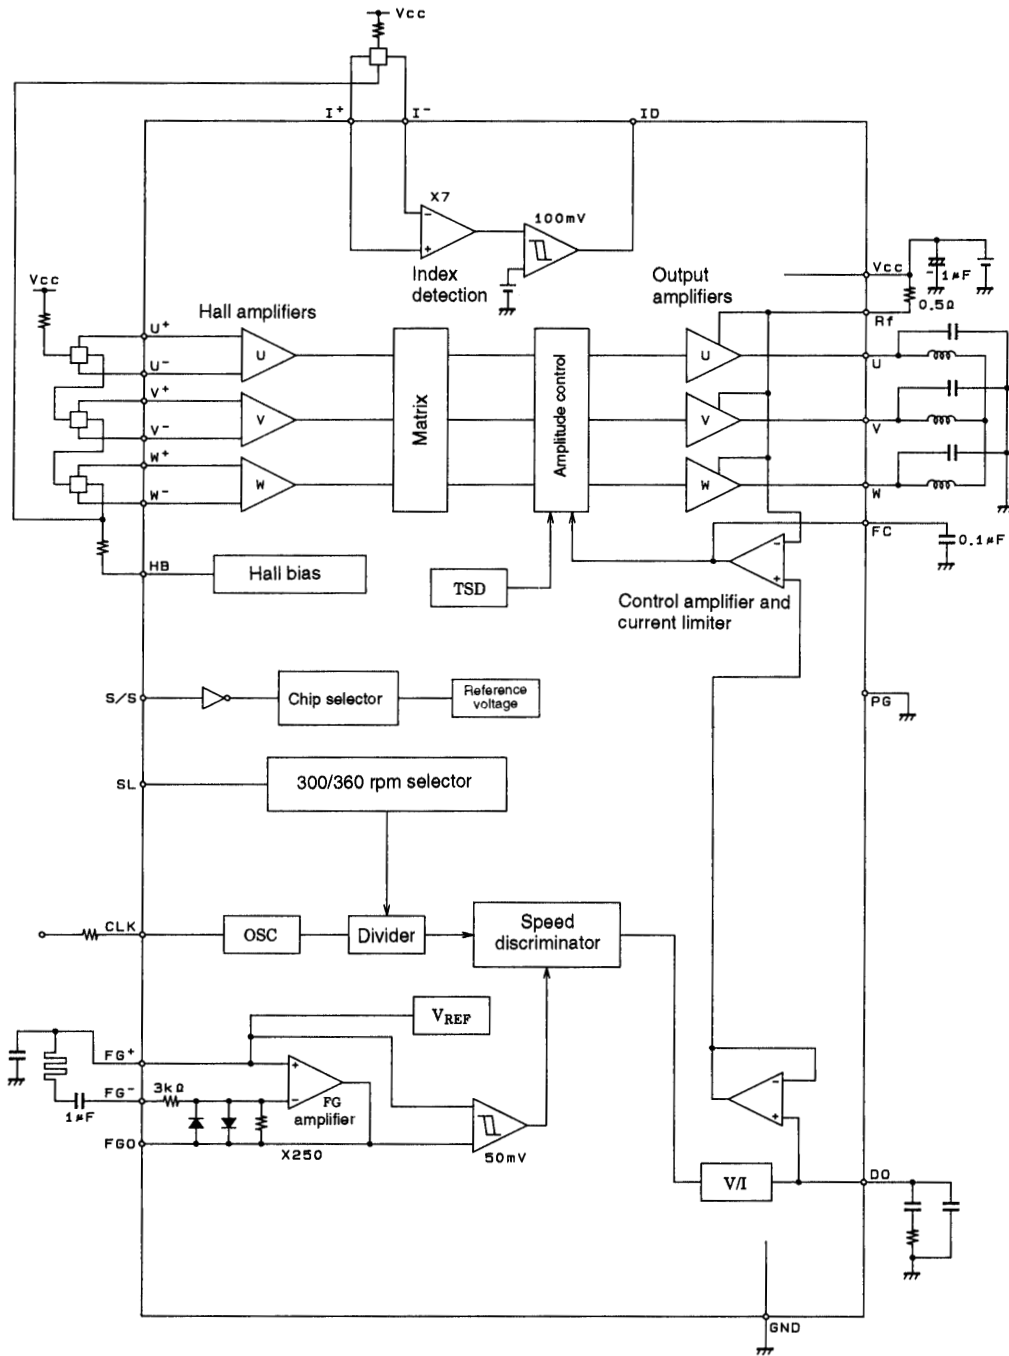 Vcc
I+ I- ID
X7
100mV
Index
detection
Output
amplifiers
Vcc
1μF
0.5Ω
Rf
Vcc
Hall amplifiers
U+
U
U-
V+
V
V-
W+
W
W-
Matrix
Amplitude control
U
U
V
V
W
W
FC
0.1μF
HB
Hall bias
TSD
Control amplifier and
current limiter
S/S
Chip selector
Reference
voltage
PG
SL
300/360 rpm selector
CLK
OSC
Divider
Speed
discriminator
VREF
FG+
FG-
3kΩ
1μF
FG
amplifier
FGO
X250
50mV
V/I
DO
GND